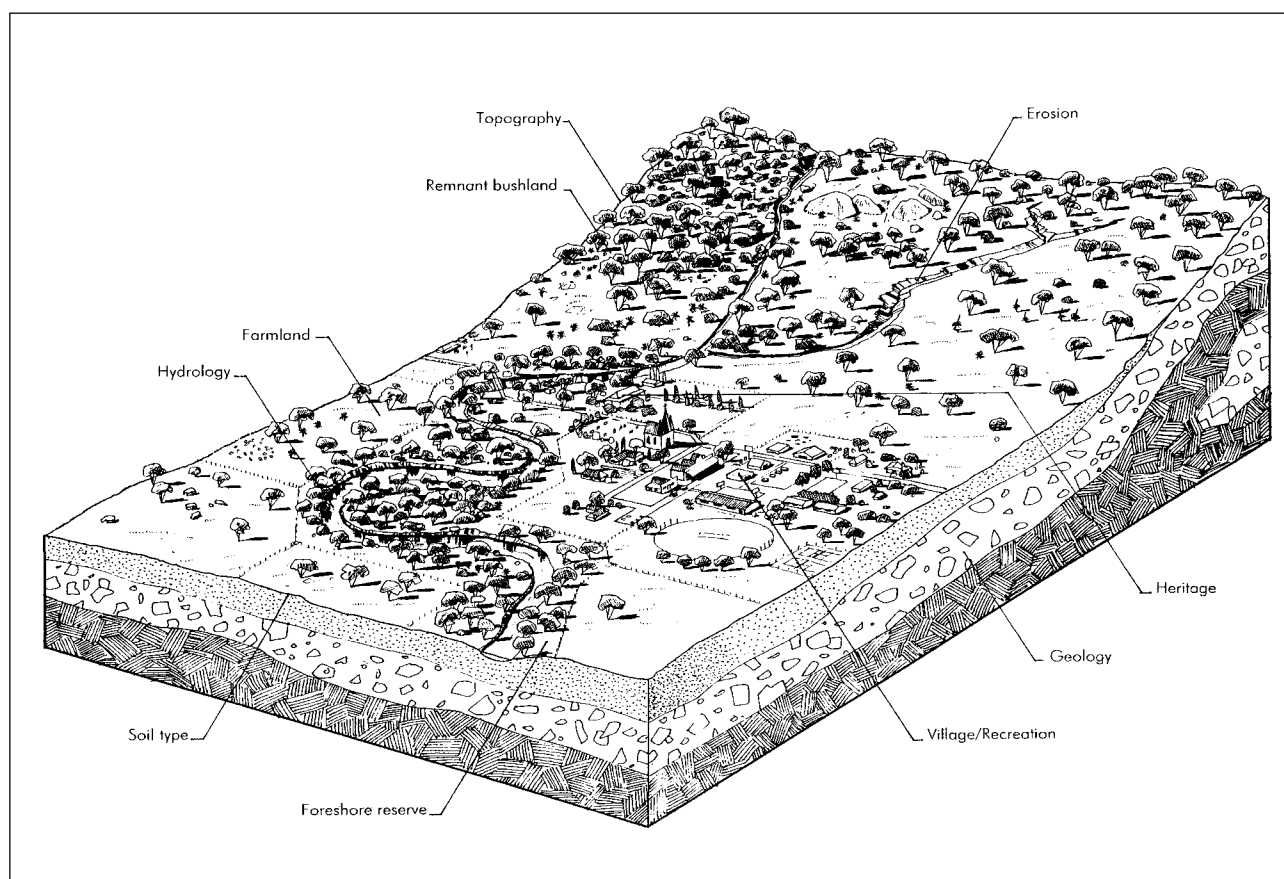 Topography
Erosion
Remnant bushland
Farmland
Hydrology
Heritage
Geology
Soil type
Village/Recreation
Foreshore reserve